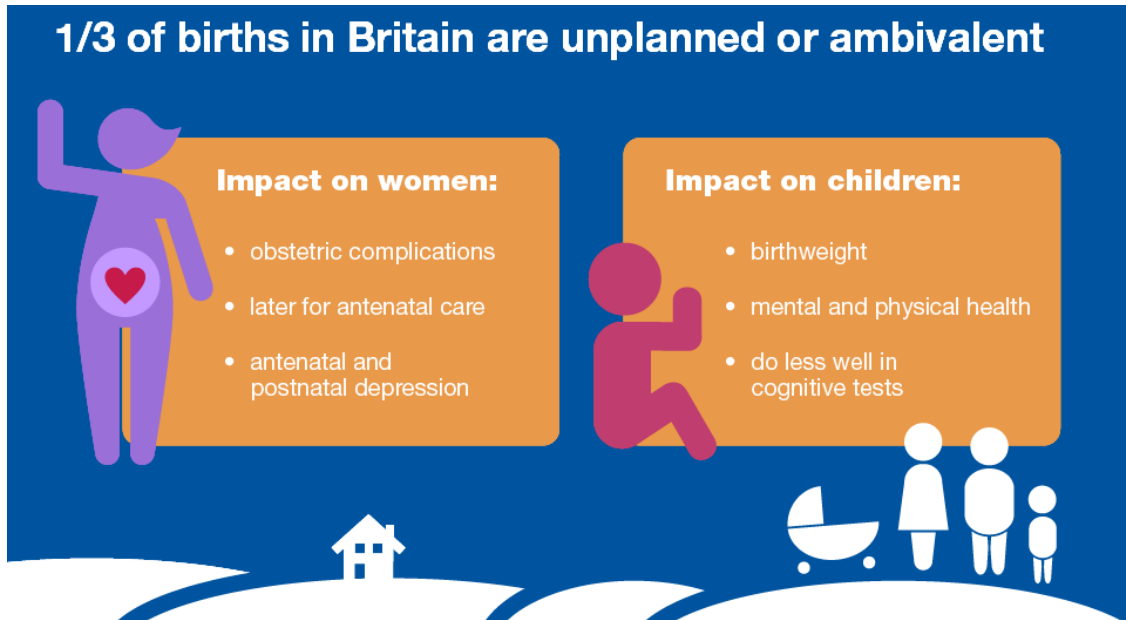 1/3 of births in Britain are unplanned or ambivalent
Impact on women:
• obstetric complications
• later for antenatal care
• antenatal and
postnatal depression
Impact on children:
• birthweight
• mental and physical health
• do less well in
cognitive tests